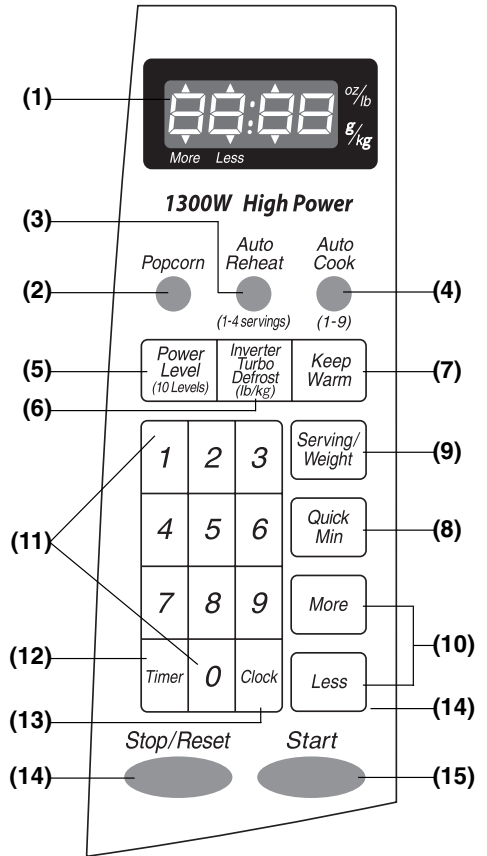 (1)
88:88
oz/lb
g/kg
More Less
1300W High Power
(3)
Popcorn
Auto
Reheat
Auto
Cook
(2)
(4)
(1-4 servings)
(1-9)
(5)
Power
Level
(10 Levels)
Inverter
Turbo
Defrost
(lb/kg)
Keep
Warm
(7)
(6)
1 2 3
Serving/
Weight
(9)
4 5 6
Quick
Min
(8)
(11)
7 8 9
More
(10)
(12)
Timer 0 Clock
Less
(13)
(14)
Stop/Reset
Start
(14)
(15)